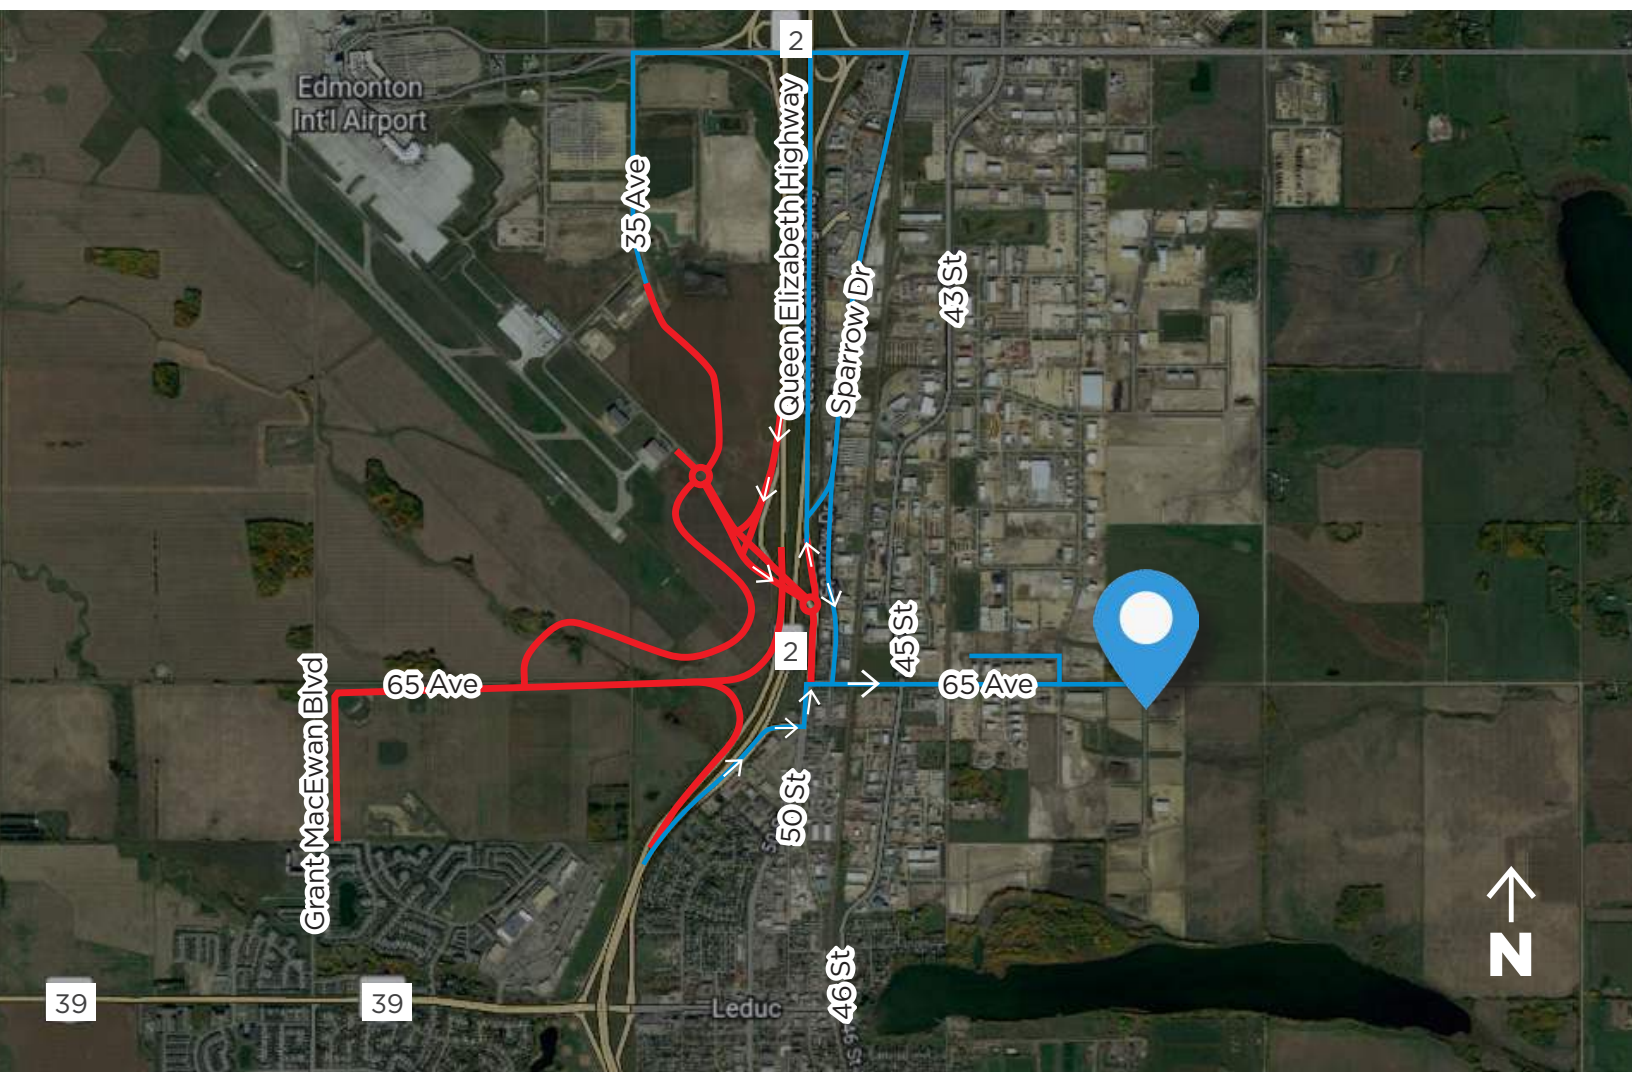 2
Edmonton
Int'l Airport
35 Ave
Queen Elizabeth Highway
Sparrow Dr
43 St
45 St
2
65 Ave
65 Ave
Grant MacEwan Blvd
50 St
46 St
N
39
39
Leduc